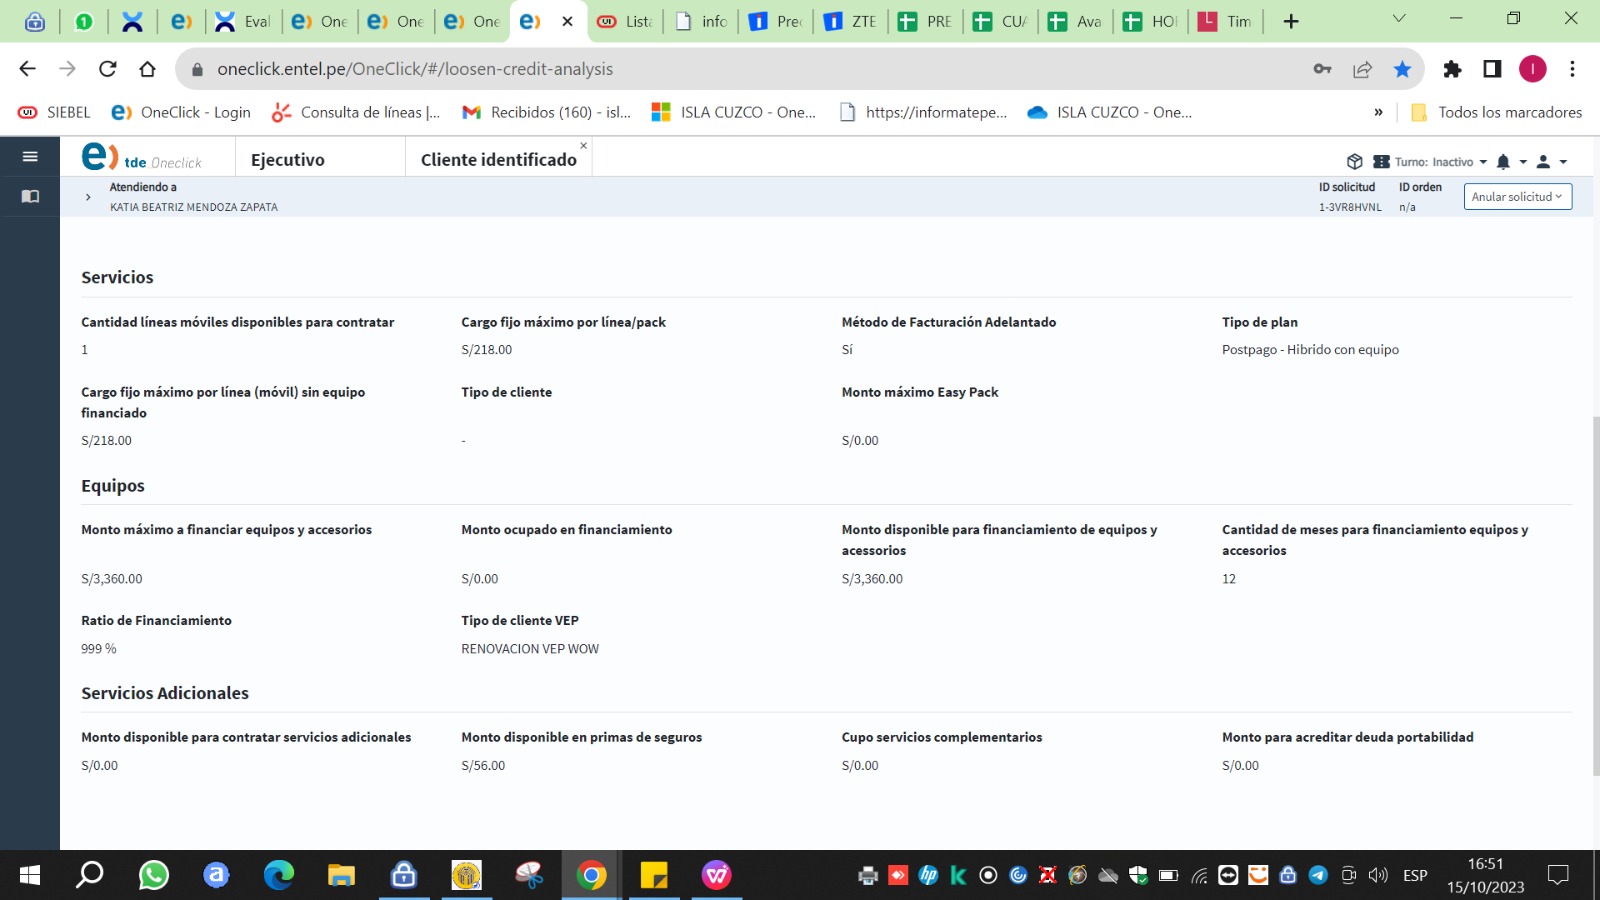 Eval
One
One
One
List
info
Prec
ZTE
PRE
CUA
Ava
HO
Tim
oneclick.entel.pe/OneClick/#/loosen-credit-analysis
SIEBEL
OneClick - Login
Consulta de líneas |...
Recibidos (160) - isl...
ISLA CUZCO - One...
https://informatepe...
ISLA CUZCO - One...
»
Todos los marcadores
e) tde Oneclick
Ejecutivo
Cliente identificado
Turno: Inactivo
Atendiendo a
KATIA BEATRIZ MENDOZA ZAPATA
ID solicitud
1-3VR8HVNL
ID orden
n/a
Anular solicitud
Servicios
Cantidad líneas móviles disponibles para contratar
1
Cargo fijo máximo por línea/pack
S/218.00
Método de Facturación Adelantado
Sí
Tipo de plan
Postpago - Hibrido con equipo
Cargo fijo máximo por línea (móvil) sin equipo
financiado
S/218.00
Tipo de cliente
-
Monto máximo Easy Pack
S/0.00
Equipos
Monto máximo a financiar equipos y accesorios
S/3,360.00
Monto ocupado en financiamiento
S/0.00
Monto disponible para financiamiento de equipos y
acessorios
S/3,360.00
Cantidad de meses para financiamiento equipos y
accesorios
12
Ratio de Financiamiento
999 %
Tipo de cliente VEP
RENOVACION VEP WOW
Servicios Adicionales
Monto disponible para contratar servicios adicionales
S/0.00
Monto disponible en primas de seguros
S/56.00
Cupo servicios complementarios
S/0.00
Monto para acreditar deuda portabilidad
S/0.00
ESP
16:51
15/10/2023